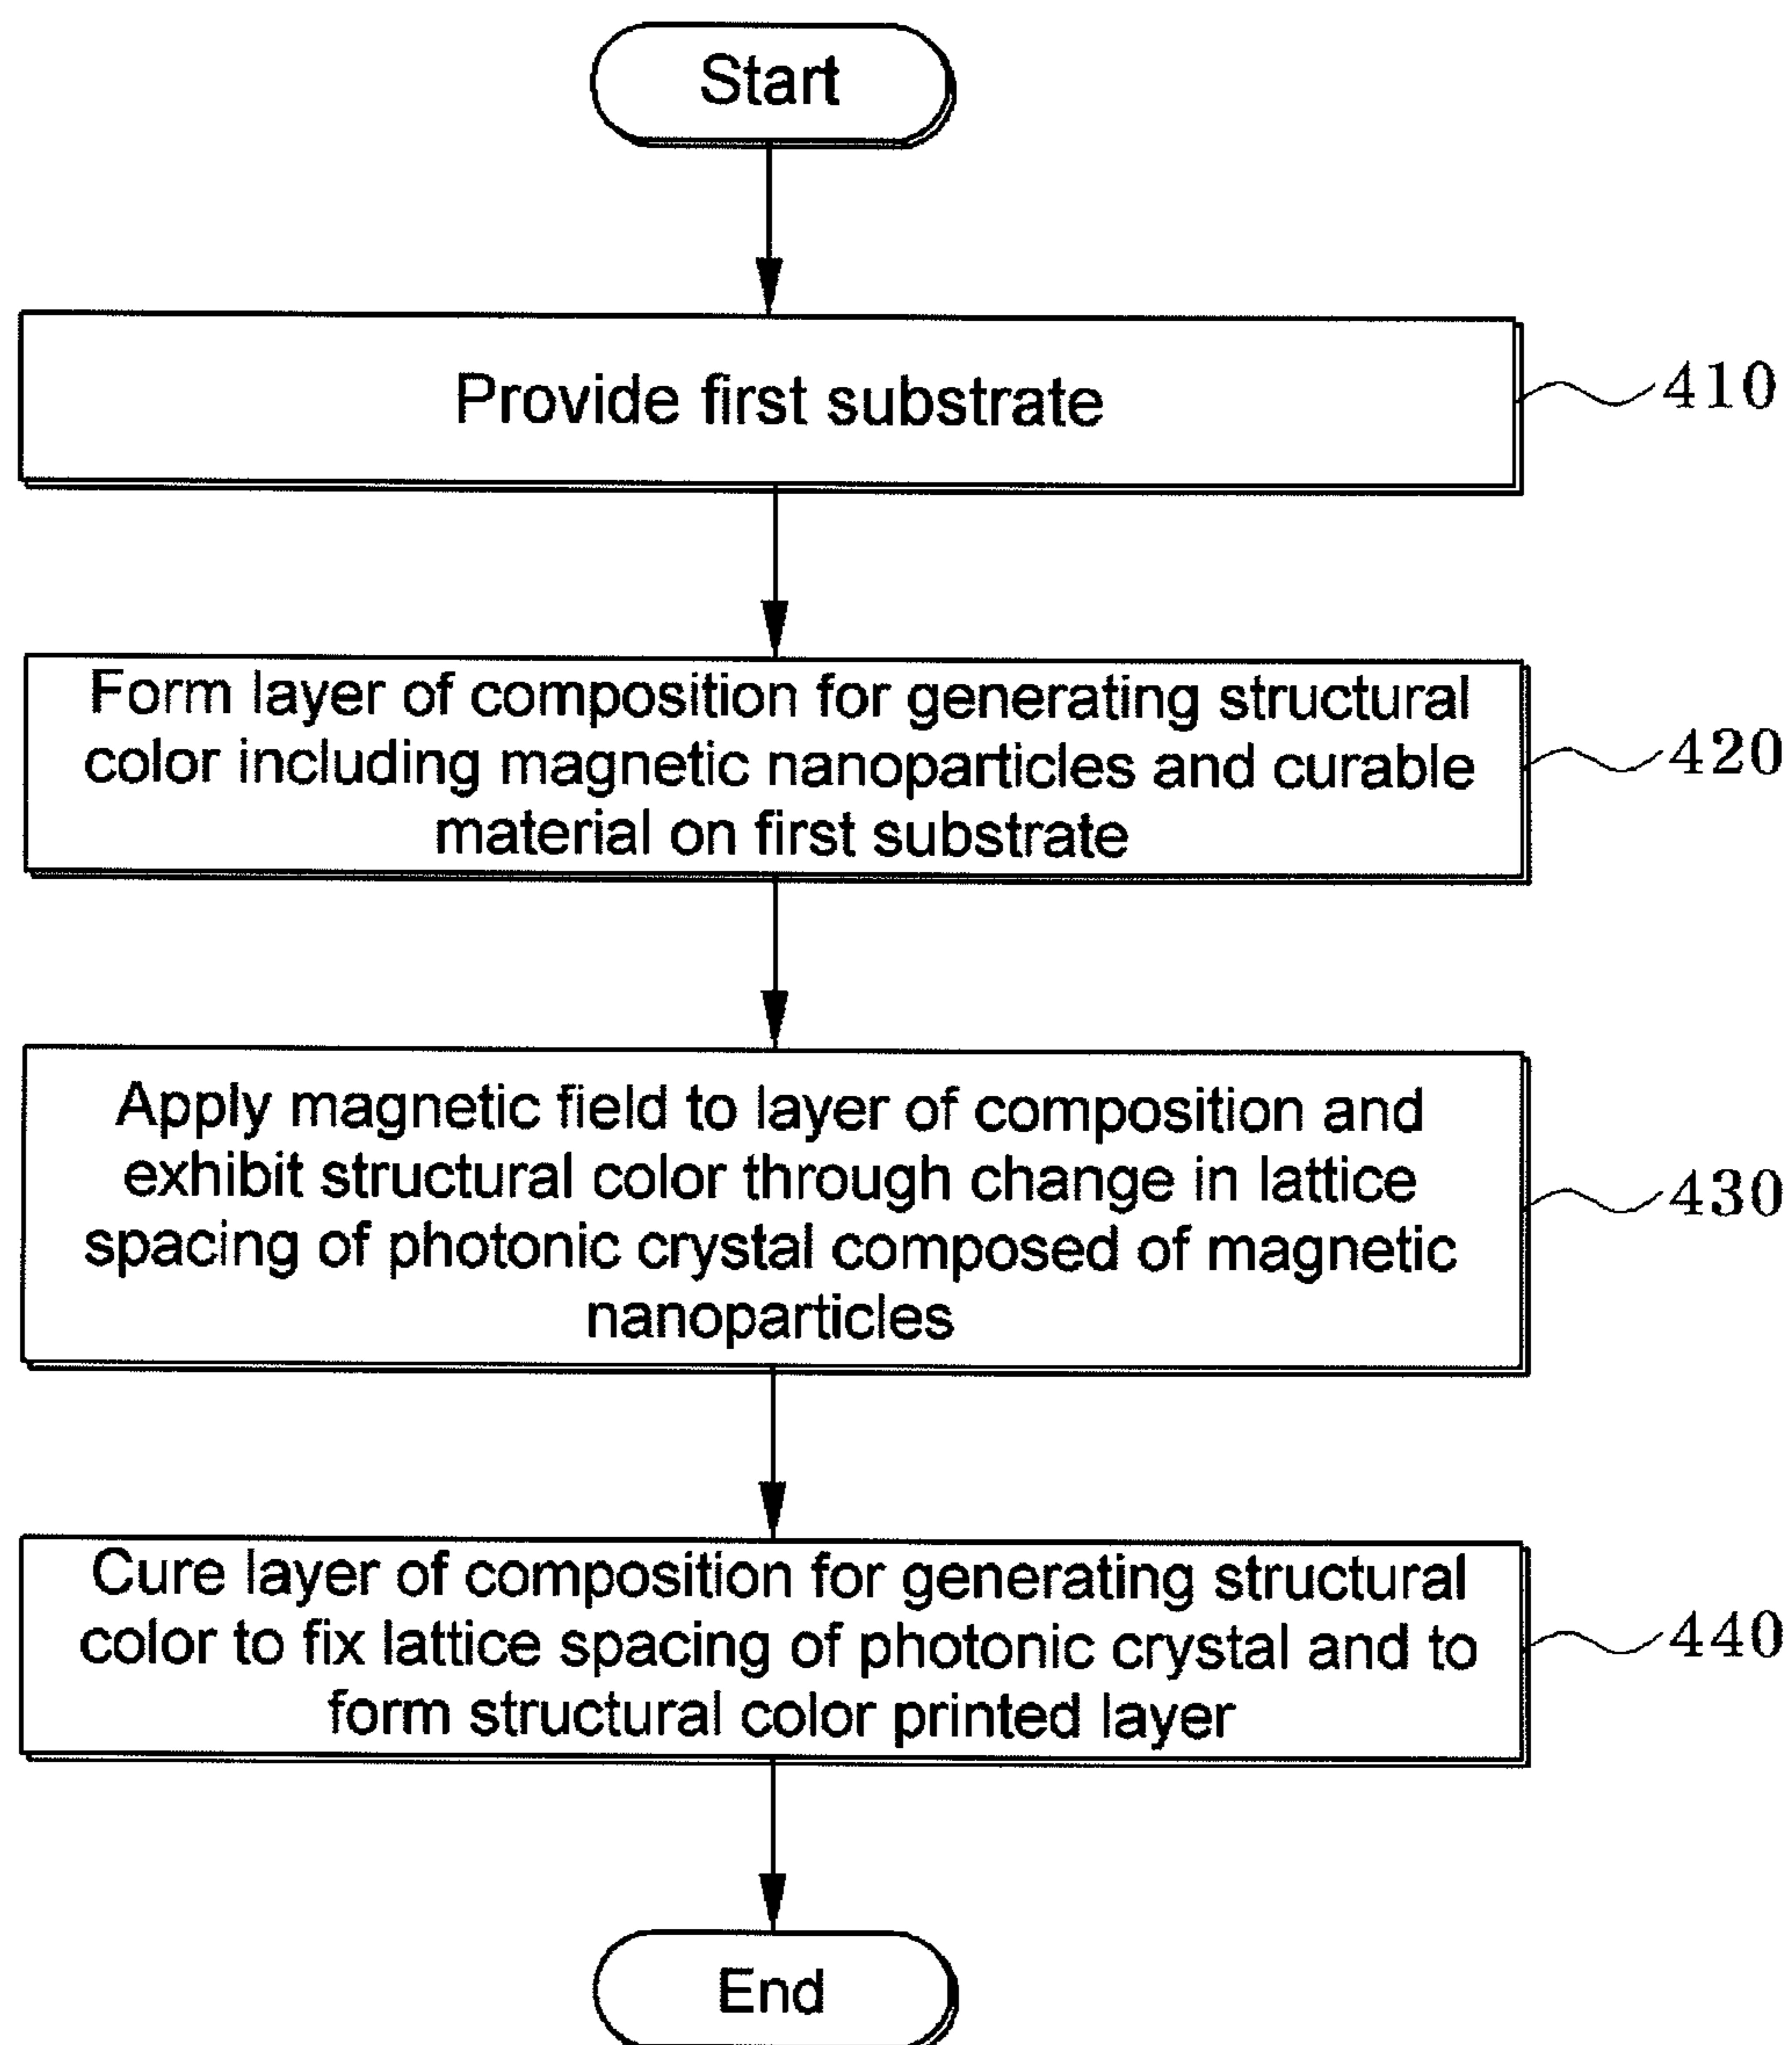 Start
Provide first substrate
410
Form layer of composition for generating structural
color including magnetic nanoparticles and curable
material on first substrate
420
Apply magnetic field to layer of composition and
exhibit structural color through change in lattice
spacing of photonic crystal composed of magnetic
nanoparticles
430
Cure layer of composition for generating structural
color to fix lattice spacing of photonic crystal and to
form structural color printed layer
440
End